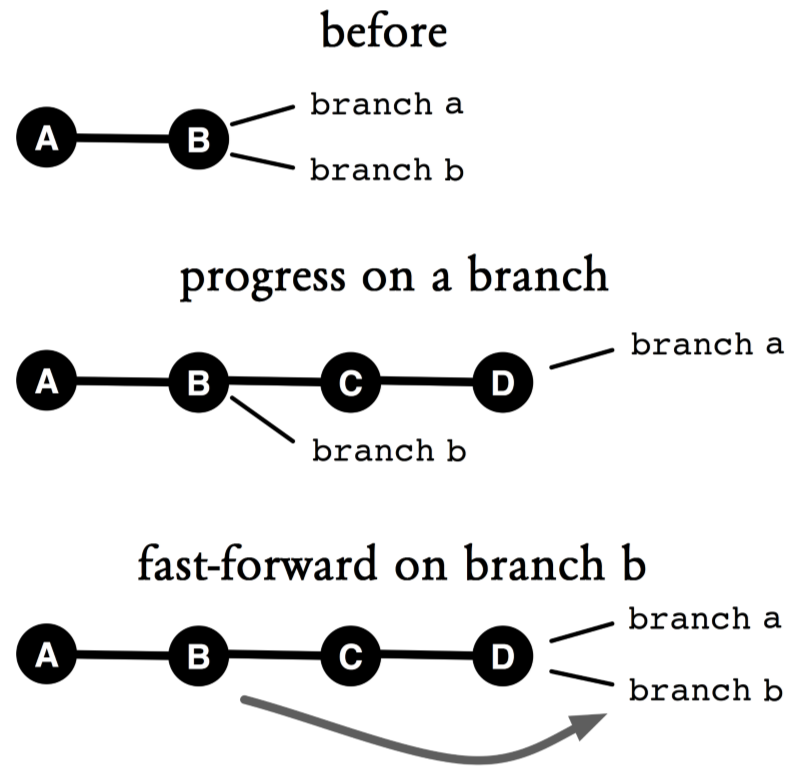 before
branch a
A B
branch b
progress on a branch
branch a
A B C D
branch b
fast-forward on branch b
branch a
A B C D
branch b